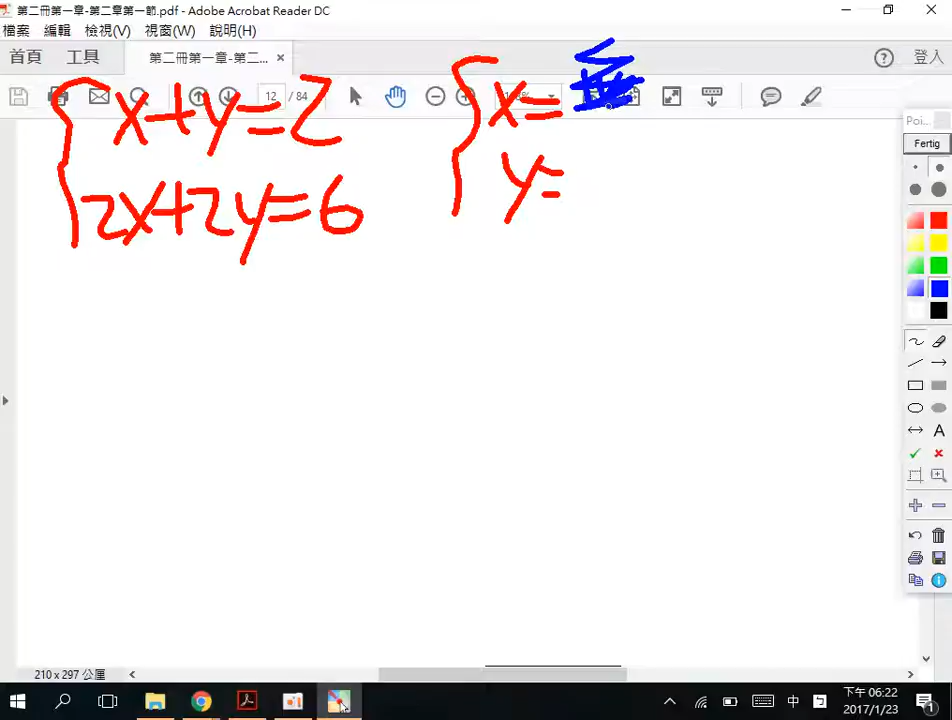 第二冊第一章-第二章第一節.pdf - Adobe Acrobat Reader DC
檔案 編輯 檢視(V) 視窗(W) 說明(H)
首頁 工具 第二冊第一章-第二... × 登入
12 / 84
x+y=2
2x+2y=6
x=
y=
Poi...
Fertig
A
210 x 297 公厘
中
下午 06:22
2017/1/23
1